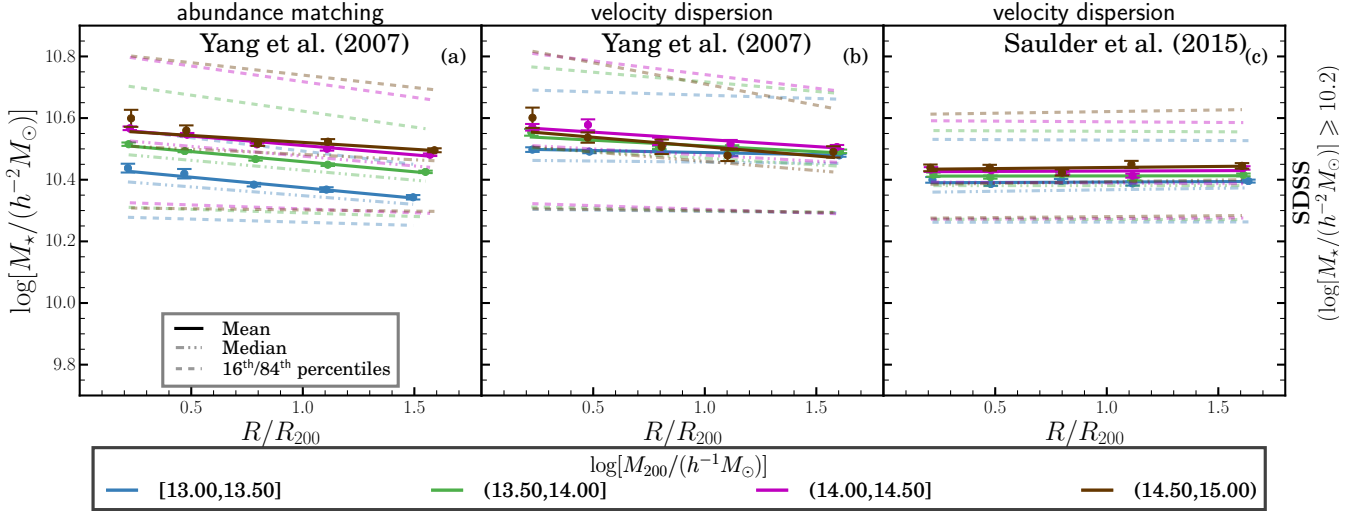 abundance matching
velocity dispersion
velocity dispersion
Yang et al. (2007)
(a)
Yang et al. (2007)
(b)
Saulder et al. (2015)
(c)
10.8
10.6
10.4
10.2
10.0
9.8
log[M⋆/(h⁻²M⊙)]
Mean
Median
16ᵗʰ/84ᵗʰ percentiles
SDSS
(log[M⋆/(h⁻²M⊙)] ⩾ 10.2)
0.5 1.0 1.5
0.5 1.0 1.5
0.5 1.0 1.5
R/R₂₀₀
R/R₂₀₀
R/R₂₀₀
log[M₂₀₀/(h⁻¹M⊙)]
[13.00,13.50] (13.50,14.00] (14.00,14.50] (14.50,15.00)